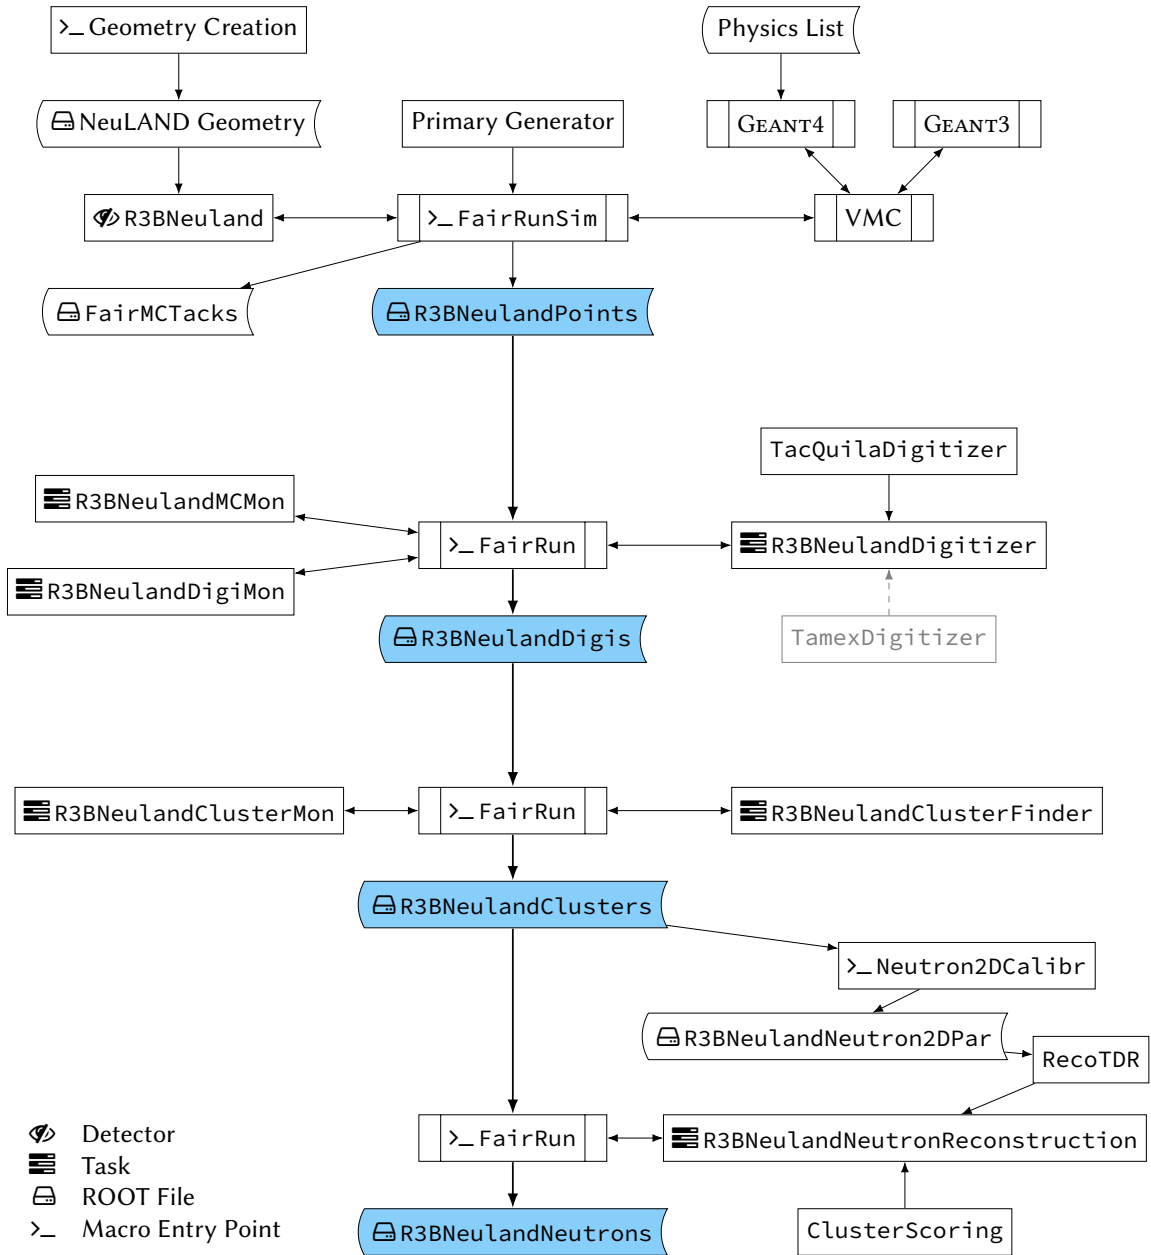 >_ Geometry Creation
Physics List
NeuLAND Geometry
Primary Generator
GEANT4
GEANT3
R3BNeuland
>_ FairRunSim
VMC
FairMCTacks
R3BNeulandPoints
TacQuilaDigitizer
R3BNeulandMCMon
>_ FairRun
R3BNeulandDigitizer
R3BNeulandDigiMon
R3BNeulandDigis
TamexDigitizer
R3BNeulandClusterMon
>_ FairRun
R3BNeulandClusterFinder
R3BNeulandClusters
>_ Neutron2DCalibr
R3BNeulandNeutron2DPar
RecoTDR
>_ FairRun
R3BNeulandNeutronReconstruction
Detector
Task
ROOT File
>_ Macro Entry Point
R3BNeulandNeutrons
ClusterScoring